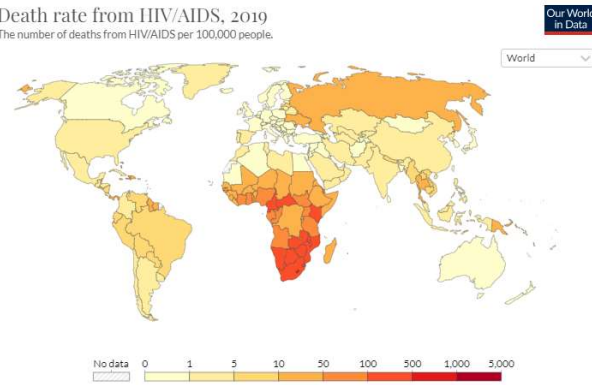 Death rate from HIV/AIDS, 2019
The number of deaths from HIV/AIDS per 100,000 people.
Our World
in Data
World
No data 0 1 5 10 50 100 500 1,000 5,000